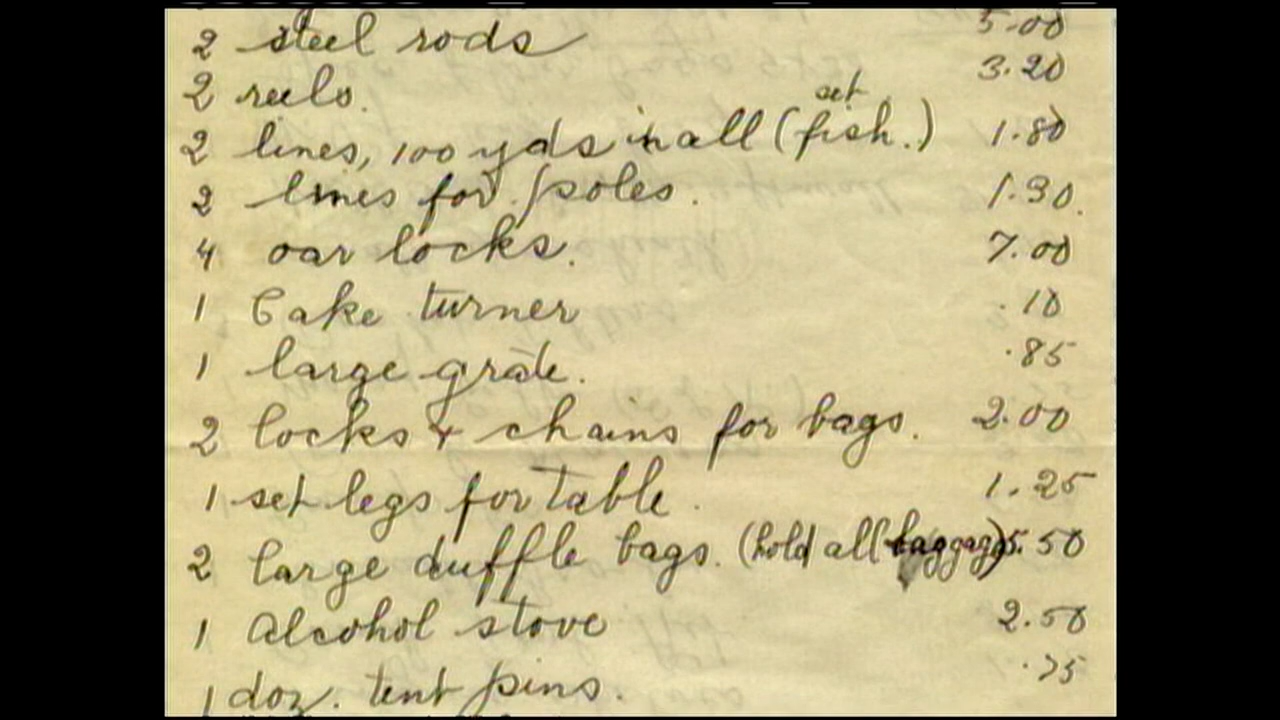 2 steel rods 5.00
2 reels. 3.20
set
2 lines, 100 yds in all (fish.) 1.80
2 lines for poles. 1.30.
4 oar locks. 7.00
1 Cake turner .10
1 large grate. .85
2 locks + chains for bags. 2.00
1 set legs for table. 1.25
2 large duffle bags. (hold all baggage) 5.50
1 Alcohol stove 2.50
1 doz. tent pins. .75